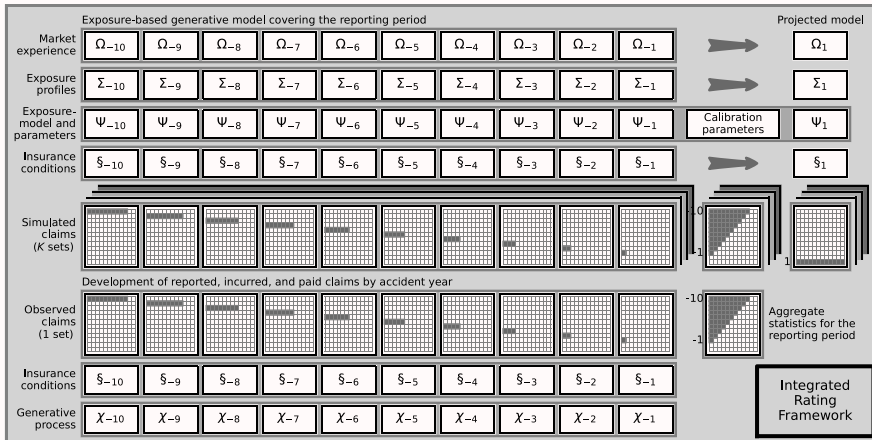 Exposure-based generative model covering the reporting period
Projected model
Market
experience
Ω−10 Ω−9 Ω−8 Ω−7 Ω−6 Ω−5 Ω−4 Ω−3 Ω−2 Ω−1 Ω1
Exposure
profiles
Σ−10 Σ−9 Σ−8 Σ−7 Σ−6 Σ−5 Σ−4 Σ−3 Σ−2 Σ−1 Σ1
Exposure-
model and
parameters
Ψ−10 Ψ−9 Ψ−8 Ψ−7 Ψ−6 Ψ−5 Ψ−4 Ψ−3 Ψ−2 Ψ−1
Calibration
parameters
Ψ1
Insurance
conditions
§−10 §−9 §−8 §−7 §−6 §−5 §−4 §−3 §−2 §−1 §1
Simulated
claims
(K sets)
-10
-1
1
Development of reported, incurred, and paid claims by accident year
Observed
claims
(1 set)
-10
-1
Aggregate
statistics for the
reporting period
Insurance
conditions
§−10 §−9 §−8 §−7 §−6 §−5 §−4 §−3 §−2 §−1
Generative
process
χ−10 χ−9 χ−8 χ−7 χ−6 χ−5 χ−4 χ−3 χ−2 χ−1
Integrated
Rating
Framework